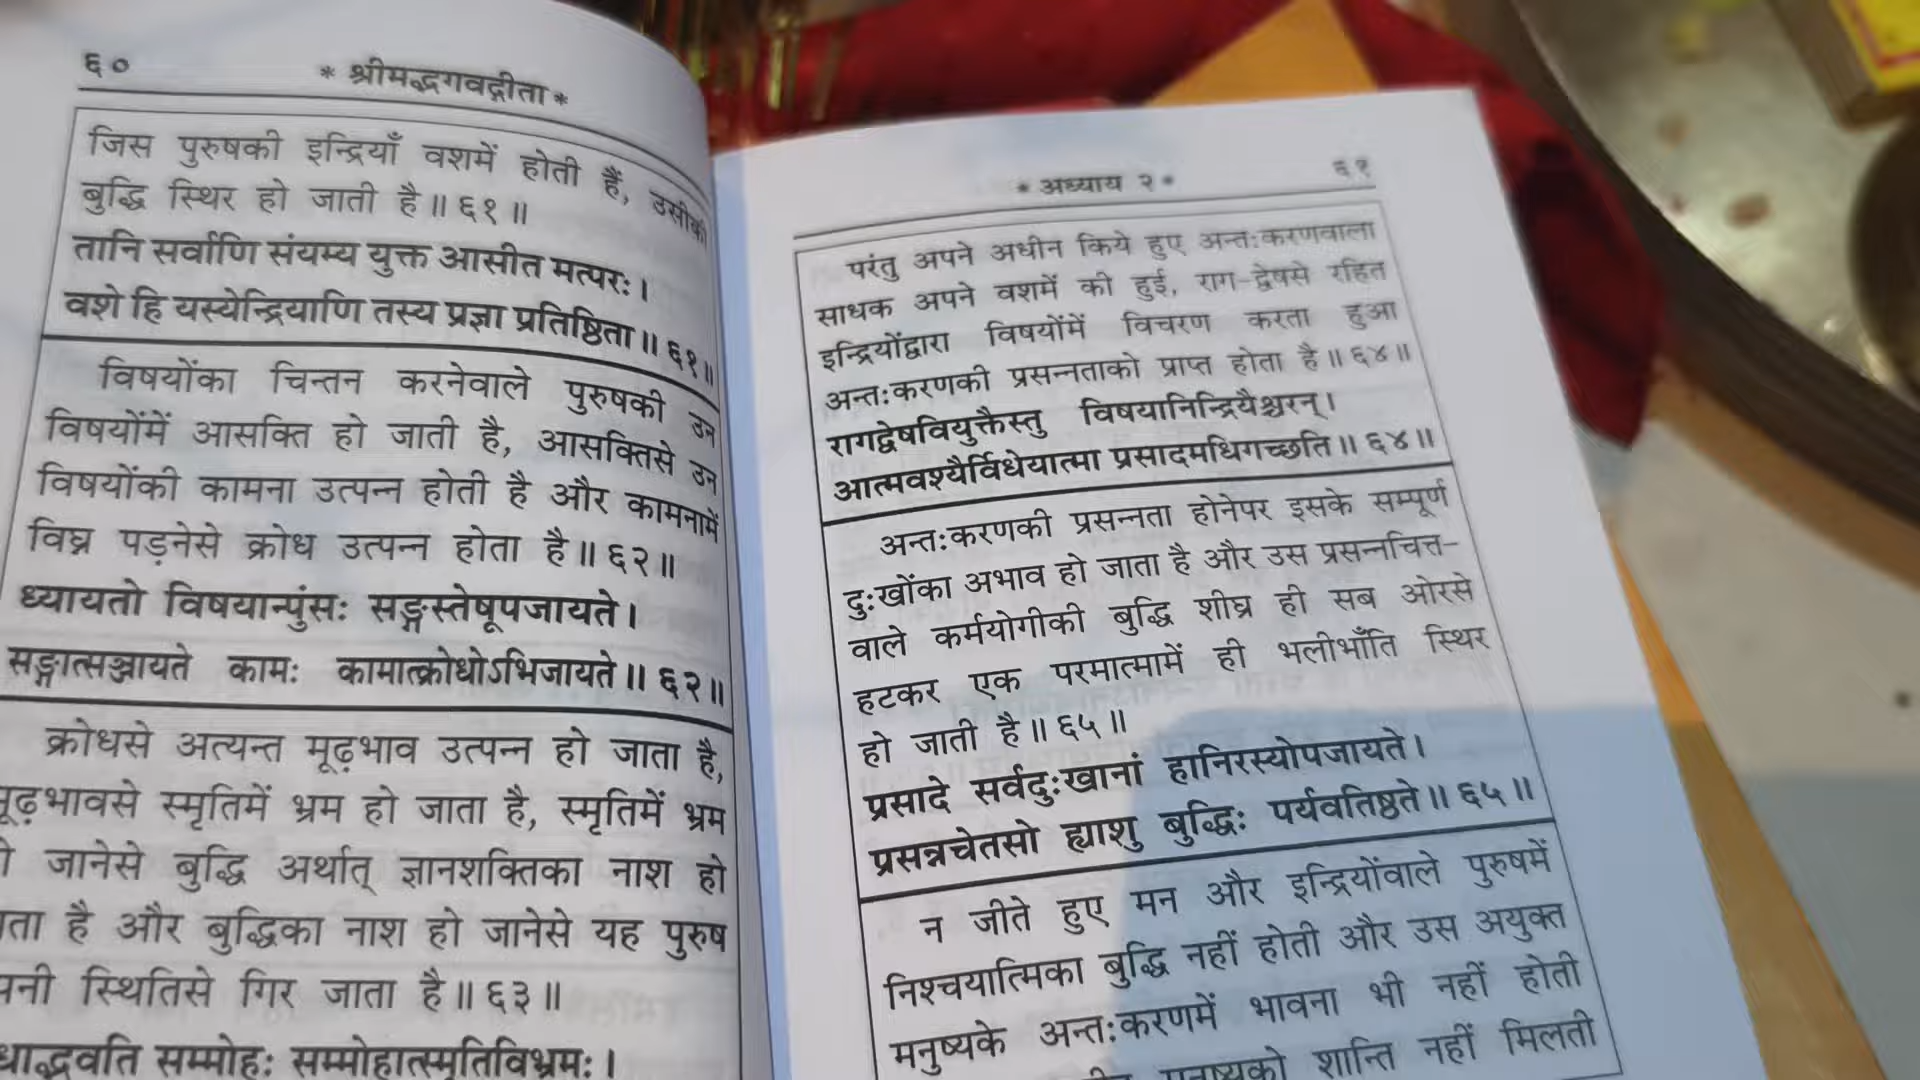 ६०
* श्रीमद्भगवद्गीता *
जिस पुरुषकी इन्द्रियाँ वशमें होती हैं, उसीकी
बुद्धि स्थिर हो जाती है॥ ६१॥
तानि सर्वाणि संयम्य युक्त आसीत मत्परः।
वशे हि यस्येन्द्रियाणि तस्य प्रज्ञा प्रतिष्ठिता॥ ६१॥
विषयोंका चिन्तन करनेवाले पुरुषकी उन
विषयोंमें आसक्ति हो जाती है, आसक्तिसे उन
विषयोंकी कामना उत्पन्न होती है और कामनामें
विघ्न पड़नेसे क्रोध उत्पन्न होता है॥ ६२॥
ध्यायतो विषयान्पुंसः सङ्गस्तेषूपजायते।
सङ्गात्सञ्जायते कामः कामात्क्रोधोऽभिजायते॥ ६२॥
क्रोधसे अत्यन्त मूढ़भाव उत्पन्न हो जाता है,
मूढ़भावसे स्मृतिमें भ्रम हो जाता है, स्मृतिमें भ्रम
जानेसे बुद्धि अर्थात् ज्ञानशक्तिका नाश हो
है और बुद्धिका नाश हो जानेसे यह पुरुष
स्थितिसे गिर जाता है॥ ६३॥
सम्मोहः सम्मोहात्स्मृतिविभ्रमः।
* अध्याय २ *
६१
परंतु अपने अधीन किये हुए अन्तःकरणवाला
साधक अपने वशमें की हुई, राग-द्वेषसे रहित
इन्द्रियोंद्वारा विषयोंमें विचरण करता हुआ
अन्तःकरणकी प्रसन्नताको प्राप्त होता है॥ ६४॥
रागद्वेषवियुक्तैस्तु विषयानिन्द्रियैश्चरन्।
आत्मवश्यैर्विधेयात्मा प्रसादमधिगच्छति॥ ६४॥
अन्तःकरणकी प्रसन्नता होनेपर इसके सम्पूर्ण
दुःखोंका अभाव हो जाता है और उस प्रसन्नचित्त-
वाले कर्मयोगीकी बुद्धि शीघ्र ही सब ओरसे
हटकर एक परमात्मामें ही भलीभाँति स्थिर
हो जाती है॥ ६५॥
प्रसादे सर्वदुःखानां हानिरस्योपजायते।
प्रसन्नचेतसो ह्याशु बुद्धिः पर्यवतिष्ठते॥ ६५॥
न जीते हुए मन और इन्द्रियोंवाले पुरुषमें
निश्चयात्मिका बुद्धि नहीं होती और उस अयुक्त
मनुष्यके अन्तःकरणमें भावना भी नहीं होती
मनुष्यको शान्ति नहीं मिलती